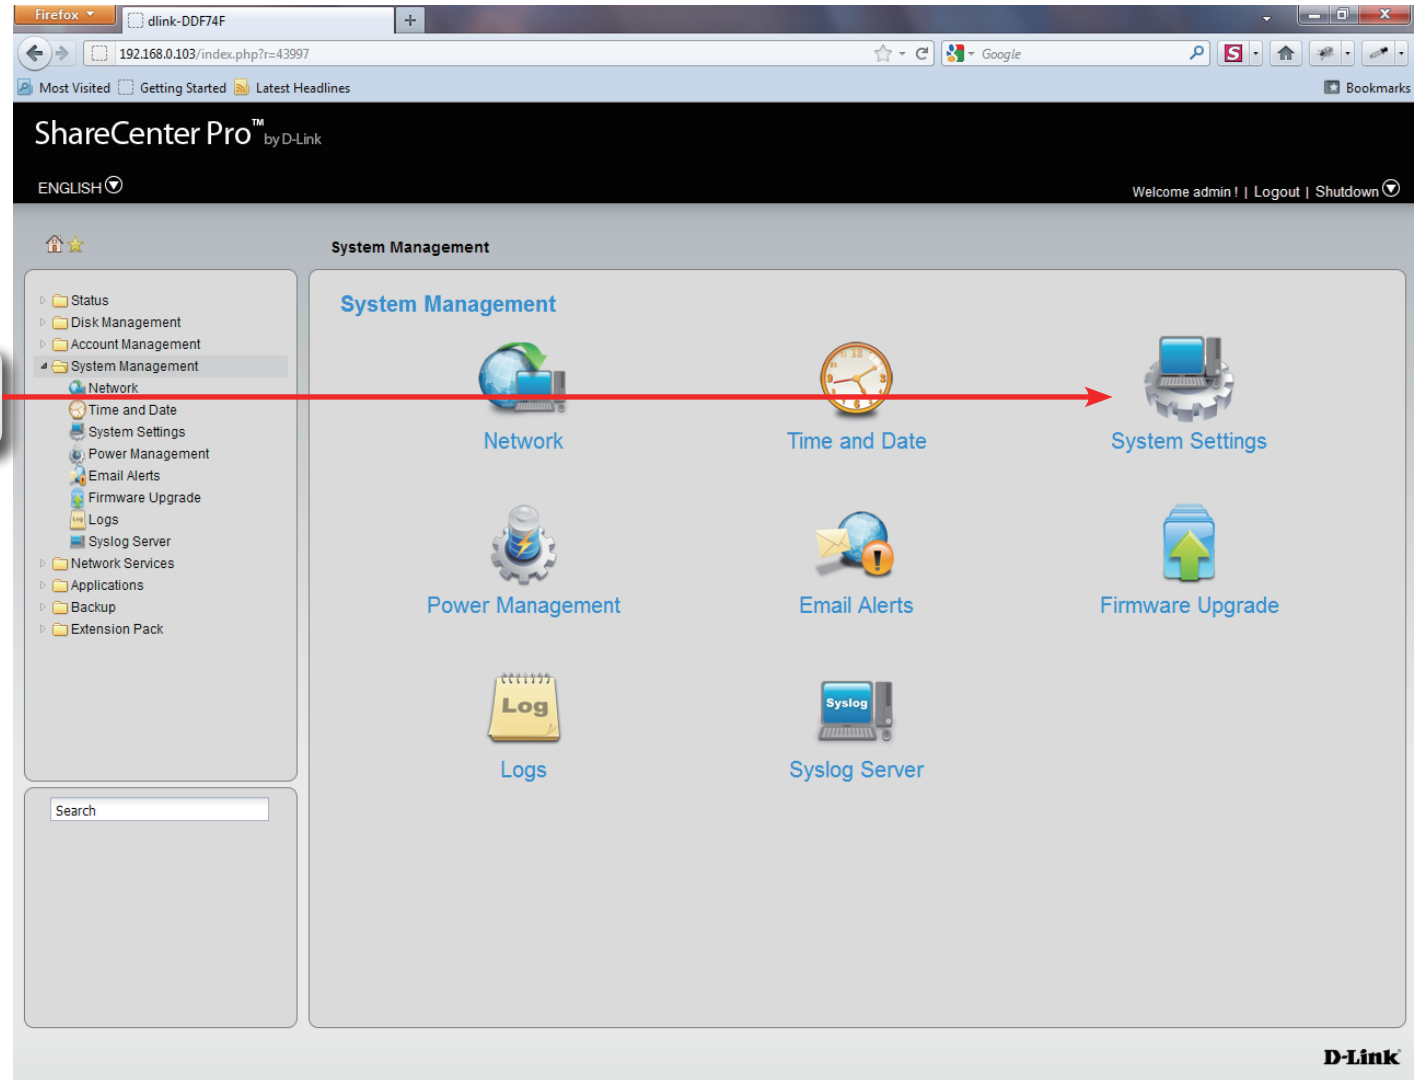 Firefox
dlink-DDF74F
192.168.0.103/index.php?r=43997
Google
Most Visited Getting Started Latest Headlines
Bookmarks
ShareCenter Pro™ by D-Link
ENGLISH
Welcome admin ! | Logout | Shutdown
System Management
Status
Disk Management
Account Management
System Management
Network
Time and Date
System Settings
Power Management
Email Alerts
Firmware Upgrade
Logs
Syslog Server
Network Services
Applications
Backup
Extension Pack
Search
System Management
Network
Time and Date
System Settings
Power Management
Email Alerts
Firmware Upgrade
Log
Logs
Syslog
Syslog Server
D-Link